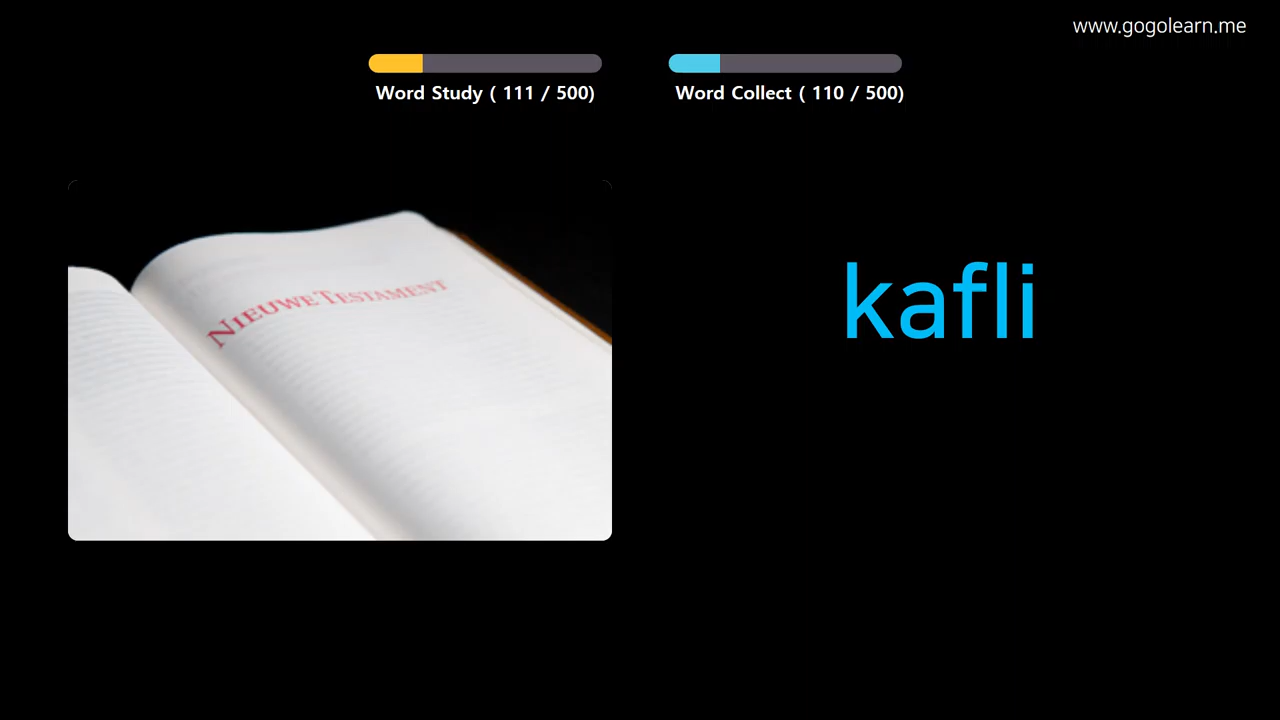 www.gogolearn.me
Word Study ( 111 / 500)
Word Collect ( 110 / 500)
NIEUWE TESTAMENT
kafli